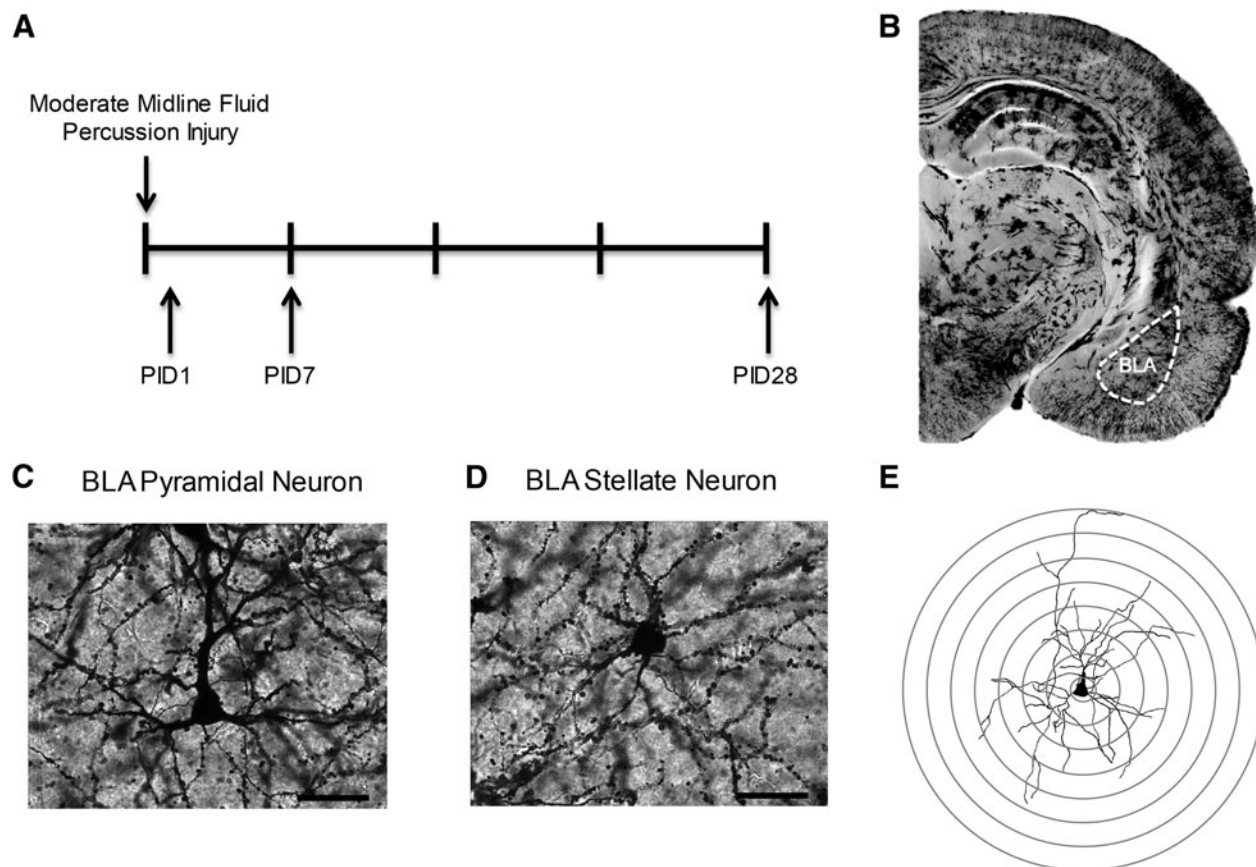 A
Moderate Midline Fluid
Percussion Injury
PID1
PID7
PID28
B
BLA
C
BLA Pyramidal Neuron
D
BLA Stellate Neuron
E